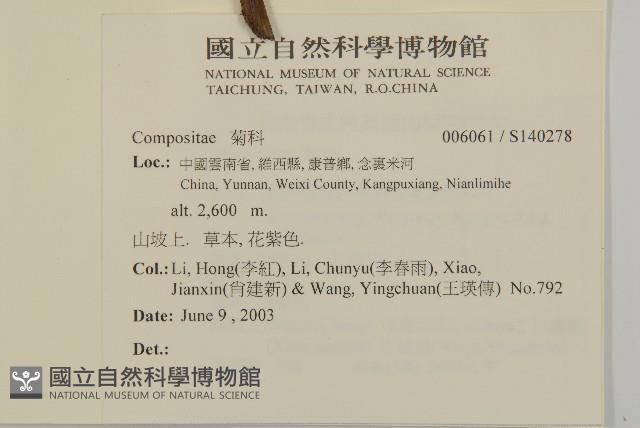 國立自然科學博物館
NATIONAL MUSEUM OF NATURAL SCIENCE
TAICHUNG, TAIWAN, R.O.CHINA
Compositae 菊科 006061 / S140278
Loc.: 中國雲南省, 維西縣, 康普鄉, 念裏米河
China, Yunnan, Weixi County, Kangpuxiang, Nianlimihe
alt. 2,600 m.
山坡上. 草本, 花紫色.
Col.: Li, Hong(李紅), Li, Chunyu(李春雨), Xiao,
Jianxin(肖建新) & Wang, Yingchuan(王瑛傳) No.792
Date: June 9 , 2003
Det.:
國立自然科學博物館
NATIONAL MUSEUM OF NATURAL SCIENCE